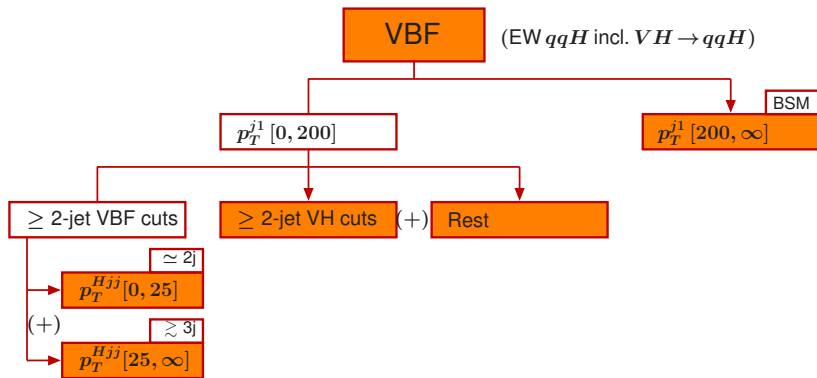 VBF (EW qqH incl. VH → qqH)
BSM
p_T^{j1} [0, 200] p_T^{j1} [200, ∞]
≥ 2-jet VBF cuts ≥ 2-jet VH cuts (+) Rest
≃ 2j
p_T^{Hjj} [0, 25]
(+)
≳ 3j
p_T^{Hjj} [25, ∞]